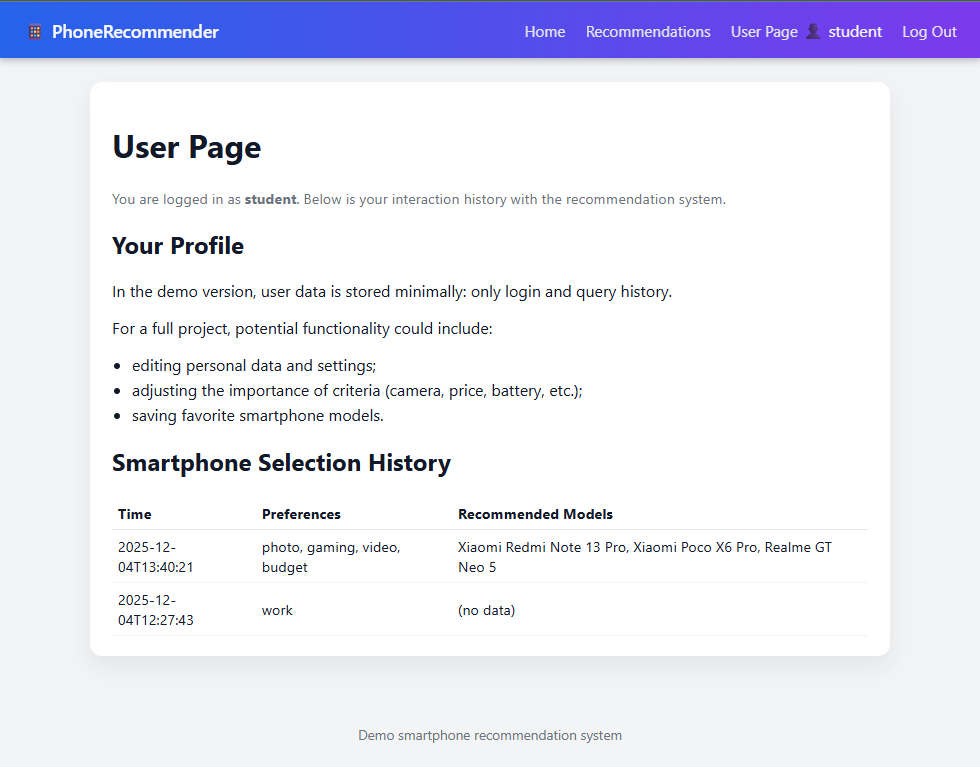 PhoneRecommender
Home Recommendations User Page student Log Out
User Page
You are logged in as student. Below is your interaction history with the recommendation system.
Your Profile
In the demo version, user data is stored minimally: only login and query history.
For a full project, potential functionality could include:
• editing personal data and settings;
• adjusting the importance of criteria (camera, price, battery, etc.);
• saving favorite smartphone models.
Smartphone Selection History
Time Preferences Recommended Models
2025-12- photo, gaming, video, Xiaomi Redmi Note 13 Pro, Xiaomi Poco X6 Pro, Realme GT
04T13:40:21 budget Neo 5
2025-12-
04T12:27:43 work (no data)
Demo smartphone recommendation system